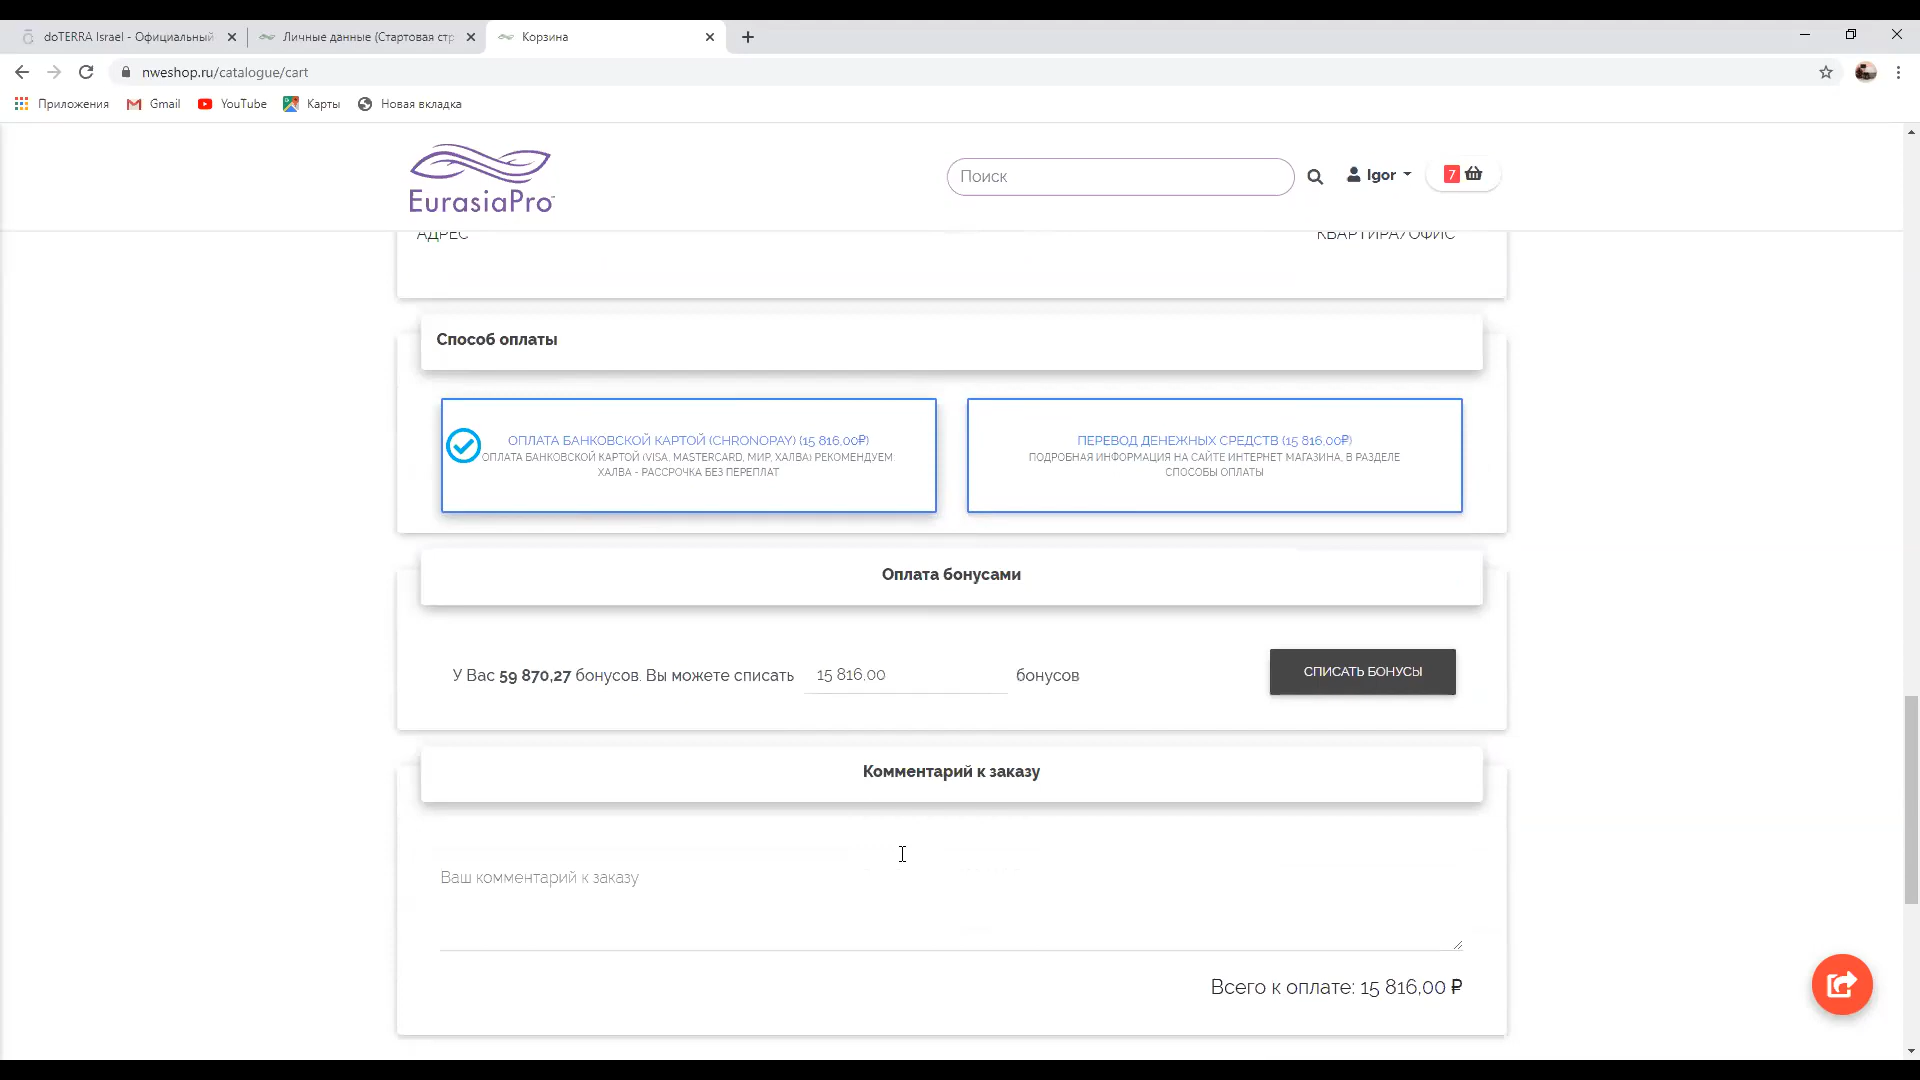 doTERRA Israel - Официальный
Личные данные (Стартовая стр
Корзина
nweshop.ru/catalogue/cart
Приложения
Gmail
YouTube
Карты
Новая вкладка
EurasiaPro
Поиск
Igor
7
АДРЕС
КВАРТИРА/ОФИС
Способ оплаты
ОПЛАТА БАНКОВСКОЙ КАРТОЙ (CHRONOPAY) (15 816,00₽)
ОПЛАТА БАНКОВСКОЙ КАРТОЙ (VISA, MASTERCARD, МИР, ХАЛВА) РЕКОМЕНДУЕМ:
ХАЛВА - РАССРОЧКА БЕЗ ПЕРЕПЛАТ
ПЕРЕВОД ДЕНЕЖНЫХ СРЕДСТВ (15 816,00₽)
ПОДРОБНАЯ ИНФОРМАЦИЯ НА САЙТЕ ИНТЕРНЕТ МАГАЗИНА, В РАЗДЕЛЕ
СПОСОБЫ ОПЛАТЫ
Оплата бонусами
У Вас 59 870,27 бонусов. Вы можете списать 15 816,00 бонусов
СПИСАТЬ БОНУСЫ
Комментарий к заказу
Ваш комментарий к заказу
Всего к оплате: 15 816,00 ₽